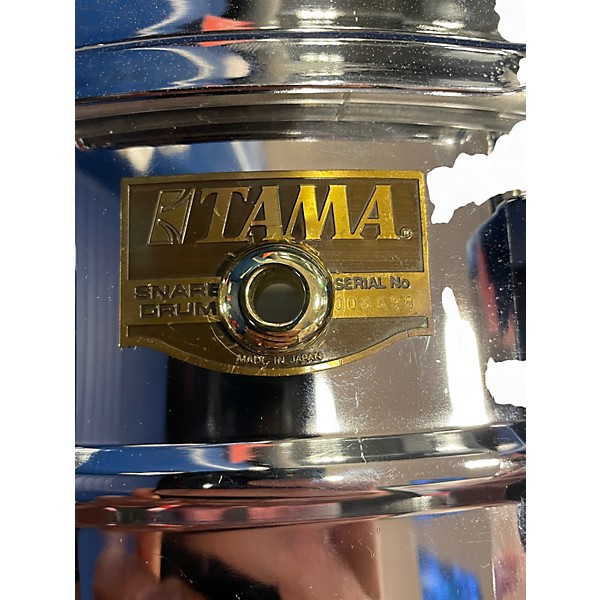 TAMA®
SNARE DRUM
SERIAL No
MADE IN JAPAN